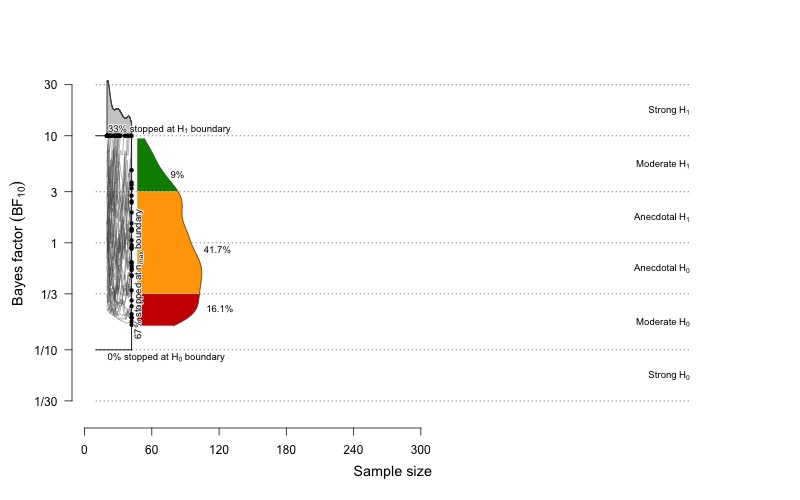 30
Strong H1
33% stopped at H1 boundary
10
Moderate H1
9%
3
Anecdotal H1
1
41.7%
Anecdotal H0
1/3
16.1%
Moderate H0
67% stopped at nmax boundary
1/10
0% stopped at H0 boundary
Strong H0
1/30
Bayes factor (BF10)
0 60 120 180 240 300
Sample size